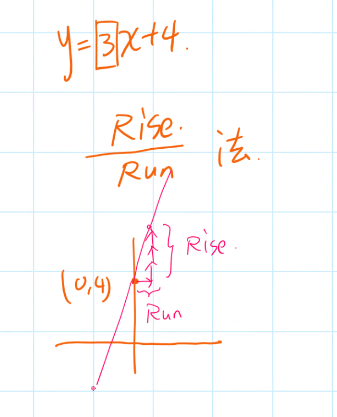 y=3x+4.
Rise.
Run
法.
Rise.
(0,4)
Run